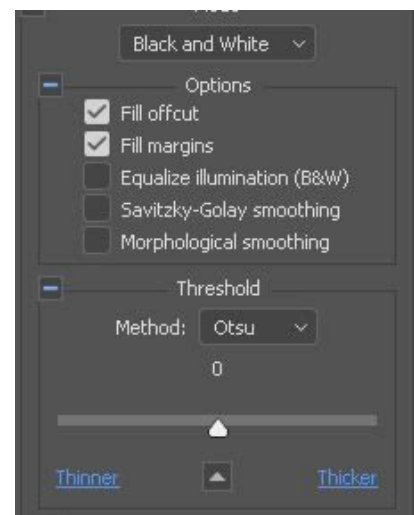 Black and White
Options
Fill offcut
Fill margins
Equalize illumination (B&W)
Savitzky-Golay smoothing
Morphological smoothing
Threshold
Method: Otsu
0
Thinner Thicker